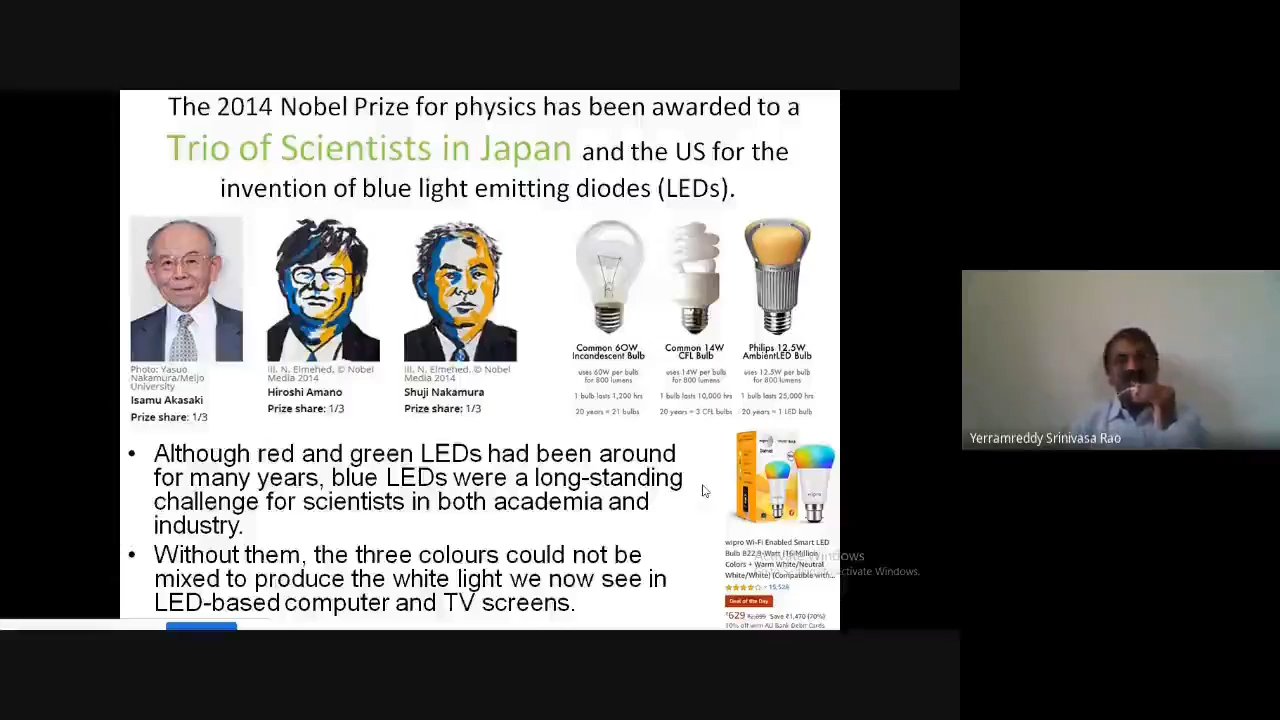 The 2014 Nobel Prize for physics has been awarded to a
Trio of Scientists in Japan and the US for the
invention of blue light emitting diodes (LEDs).
Photo: Yasuo
Nakamura/Meijo
University
Isamu Akasaki
Prize share: 1/3
Ill. N. Elmehed. © Nobel
Media 2014
Hiroshi Amano
Prize share: 1/3
Ill. N. Elmehed. © Nobel
Media 2014
Shuji Nakamura
Prize share: 1/3
Common 60W
Incandescent Bulb
uses 60W per bulb
for 800 lumens
1 bulb lasts 1,200 hrs
20 years = 21 bulbs
Common 14W
CFL Bulb
uses 14W per bulb
for 800 lumens
1 bulb lasts 10,000 hrs
20 years = 3 CFL bulbs
Philips 12.5W
AmbientLED Bulb
uses 12.5W per bulb
for 800 lumens
1 bulb lasts 25,000 hrs
20 years = 1 LED bulb
• Although red and green LEDs had been around
for many years, blue LEDs were a long-standing
challenge for scientists in both academia and
industry.
• Without them, the three colours could not be
mixed to produce the white light we now see in
LED-based computer and TV screens.
wipro
wipro
wipro Wi-Fi Enabled Smart LED
Bulb B22 9-Watt (16 Million
Colors + Warm White/Neutral
White/White) (Compatible with...
15,528
Deal of the Day
₹629 Save ₹1,470 (70%)
10% off with AU Bank Debit Cards
Activate Windows
Activate Windows.
Yerramreddy Srinivasa Rao